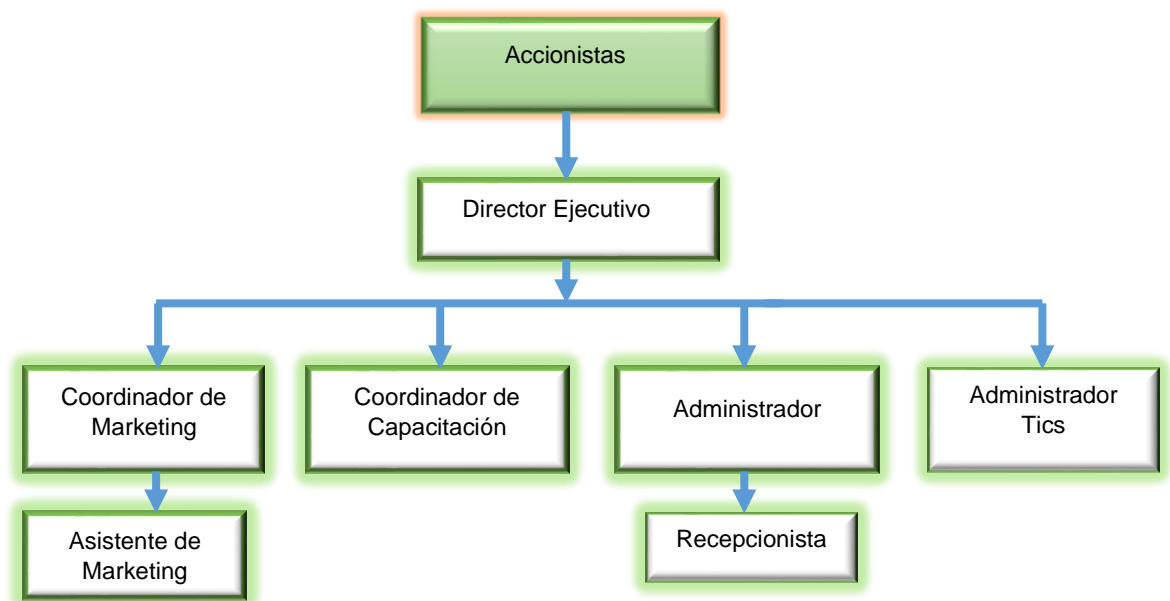 Accionistas
Director Ejecutivo
Coordinador de
Marketing
Coordinador de
Capacitación
Administrador
Administrador
Tics
Asistente de
Marketing
Recepcionista